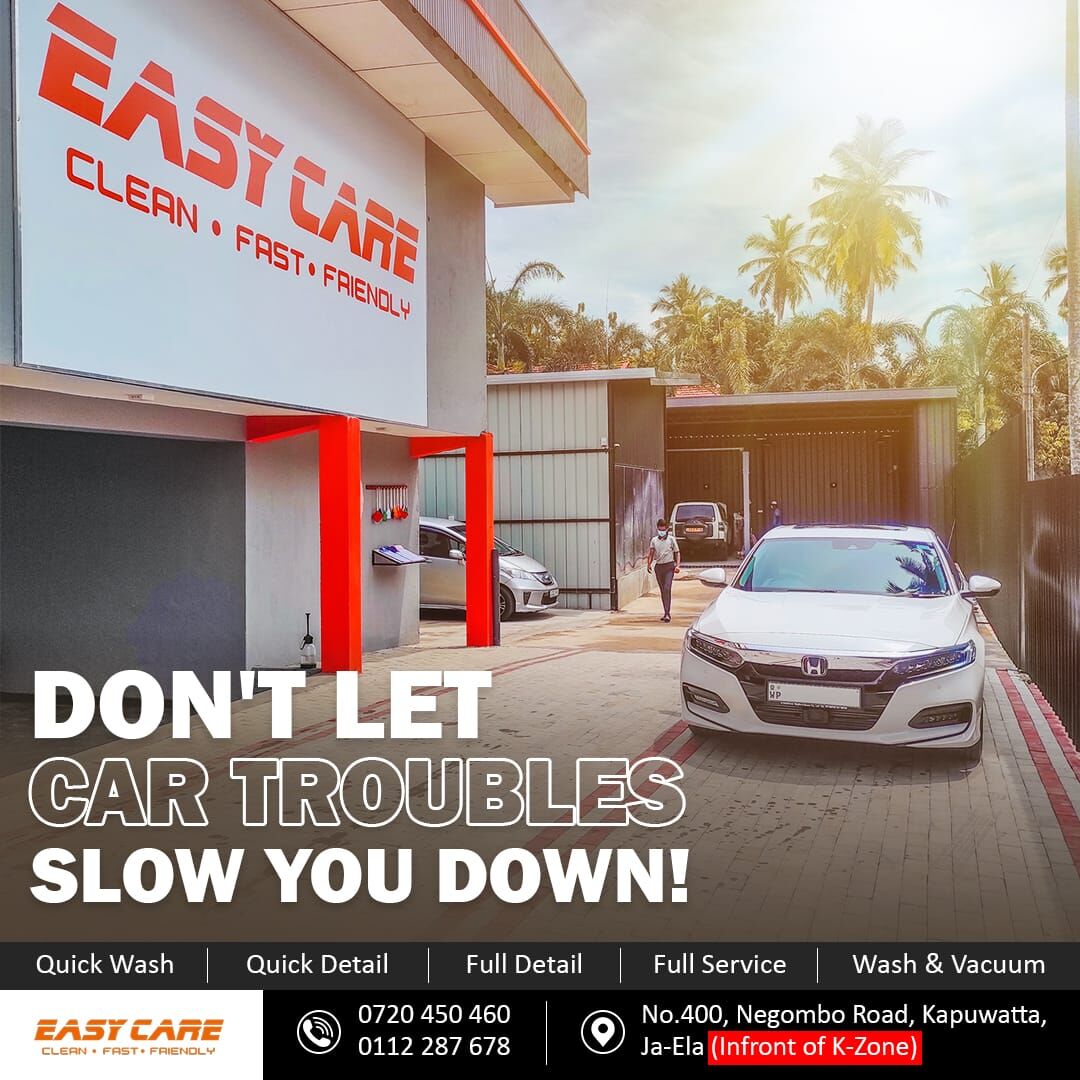 EASY CARE
CLEAN • FAST • FRIENDLY
WP
DON'T LET
CAR TROUBLES
SLOW YOU DOWN!
Quick Wash
Quick Detail
Full Detail
Full Service
Wash & Vacuum
EASY CARE
CLEAN • FAST • FRIENDLY
0720 450 460
0112 287 678
No.400, Negombo Road, Kapuwatta,
Ja-Ela (Infront of K-Zone)